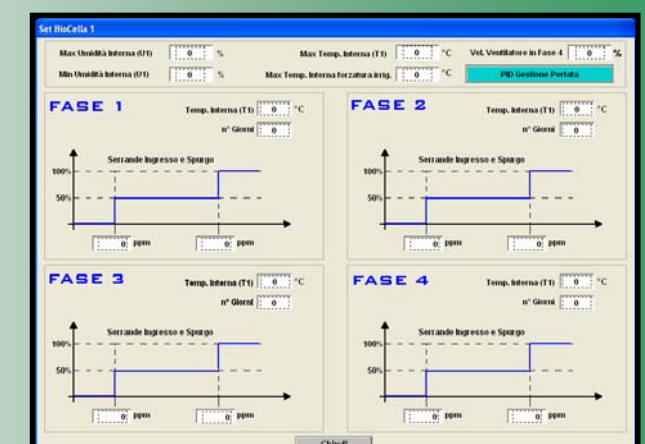 Set BioCella 1
Max Umidità Interna (U1) 0 % Max Temp. Interna (T1) 0 °C Vel. Ventilatore in Fase 4 0 %
Min Umidità Interna (U1) 0 % Max Temp. Interna forzatura irrig. 0 °C PID Gestione Portata
FASE 1 Temp. Interna (T1) 0 °C
n° Giorni 0
Serrande Ingresso e Spurgo
100%
50%
0 ppm 0 ppm
FASE 2 Temp. Interna (T1) 0 °C
n° Giorni 0
Serrande Ingresso e Spurgo
100%
50%
0 ppm 0 ppm
FASE 3 Temp. Interna (T1) 0 °C
n° Giorni 0
Serrande Ingresso e Spurgo
100%
50%
0 ppm 0 ppm
FASE 4 Temp. Interna (T1) 0 °C
n° Giorni 0
Serrande Ingresso e Spurgo
100%
50%
0 ppm 0 ppm
Chiudi